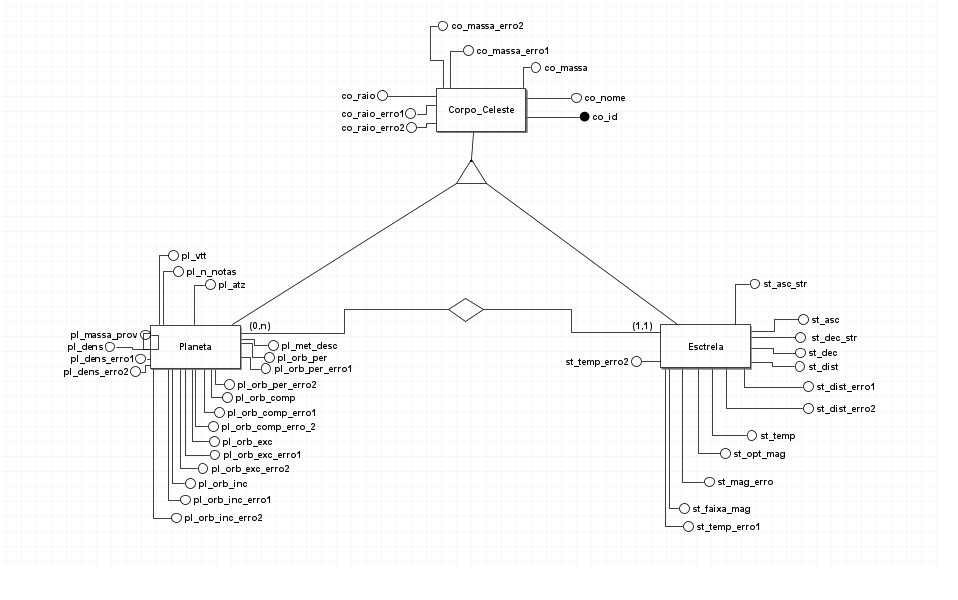 co_massa_erro2
co_massa_erro1
co_massa
co_raio
co_nome
co_raio_erro1
Corpo_Celeste
co_id
co_raio_erro2
pl_vtt
pl_n_notas
pl_atz
st_asc_str
(0,n)
(1,1)
st_asc
pl_massa_prov
st_dec_str
pl_dens
Planeta
pl_met_desc
Esctrela
st_dec
pl_dens_erro1
pl_orb_per
st_temp_erro2
st_dist
pl_dens_erro2
pl_orb_per_erro1
pl_orb_per_erro2
st_dist_erro1
pl_orb_comp
pl_orb_comp_erro1
st_dist_erro2
pl_orb_comp_erro_2
st_temp
pl_orb_exc
pl_orb_exc_erro1
st_opt_mag
pl_orb_exc_erro2
pl_orb_inc
st_mag_erro
pl_orb_inc_erro1
st_faixa_mag
pl_orb_inc_erro2
st_temp_erro1